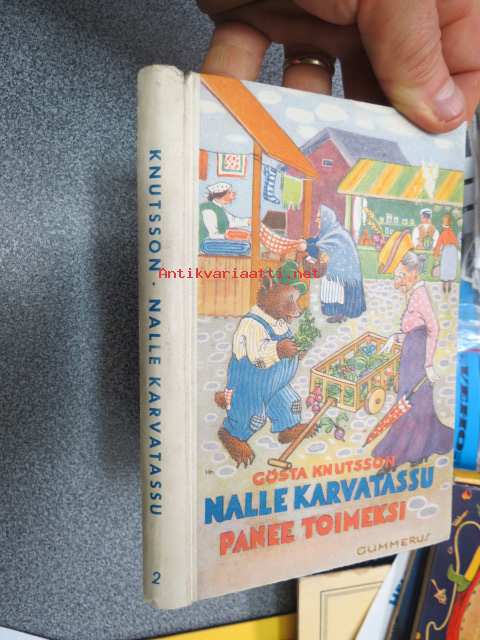 KNUTSSON · NALLE KARVATASSU
2
Antikvariaatti.net
GÖSTA KNUTSSON
NALLE KARVATASSU
PANEE TOIMEKSI
GUMMERUS